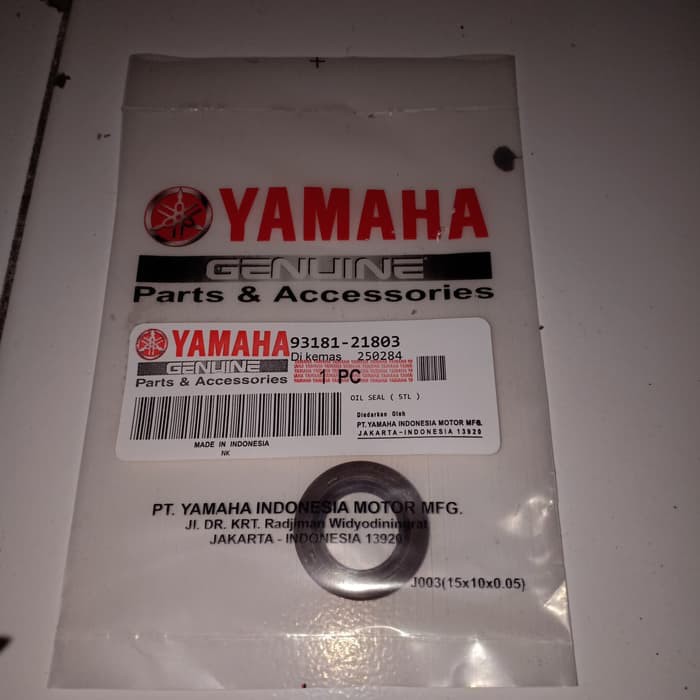 YAMAHA
GENUINE
Parts & Accessories
YAMAHA 93181-21803
GENUINE Di kemas 250284
Parts & Accessories 1 PC
OIL SEAL ( 5TL )
Diedarkan Oleh
PT. YAMAHA INDONESIA MOTOR MFG.
JAKARTA-INDONESIA 13920
MADE IN INDONESIA
NK
PT. YAMAHA INDONESIA MOTOR MFG.
Jl. DR. KRT. Radjiman Widyodiningrat
JAKARTA - INDONESIA 13920
J003(15x10x0.05)